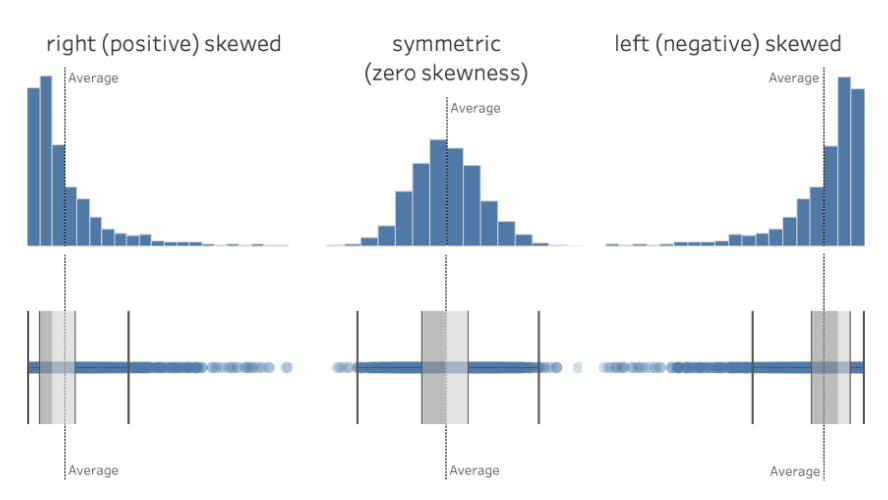 right (positive) skewed
symmetric
(zero skewness)
left (negative) skewed
Average
Average
Average
Average
Average
Average